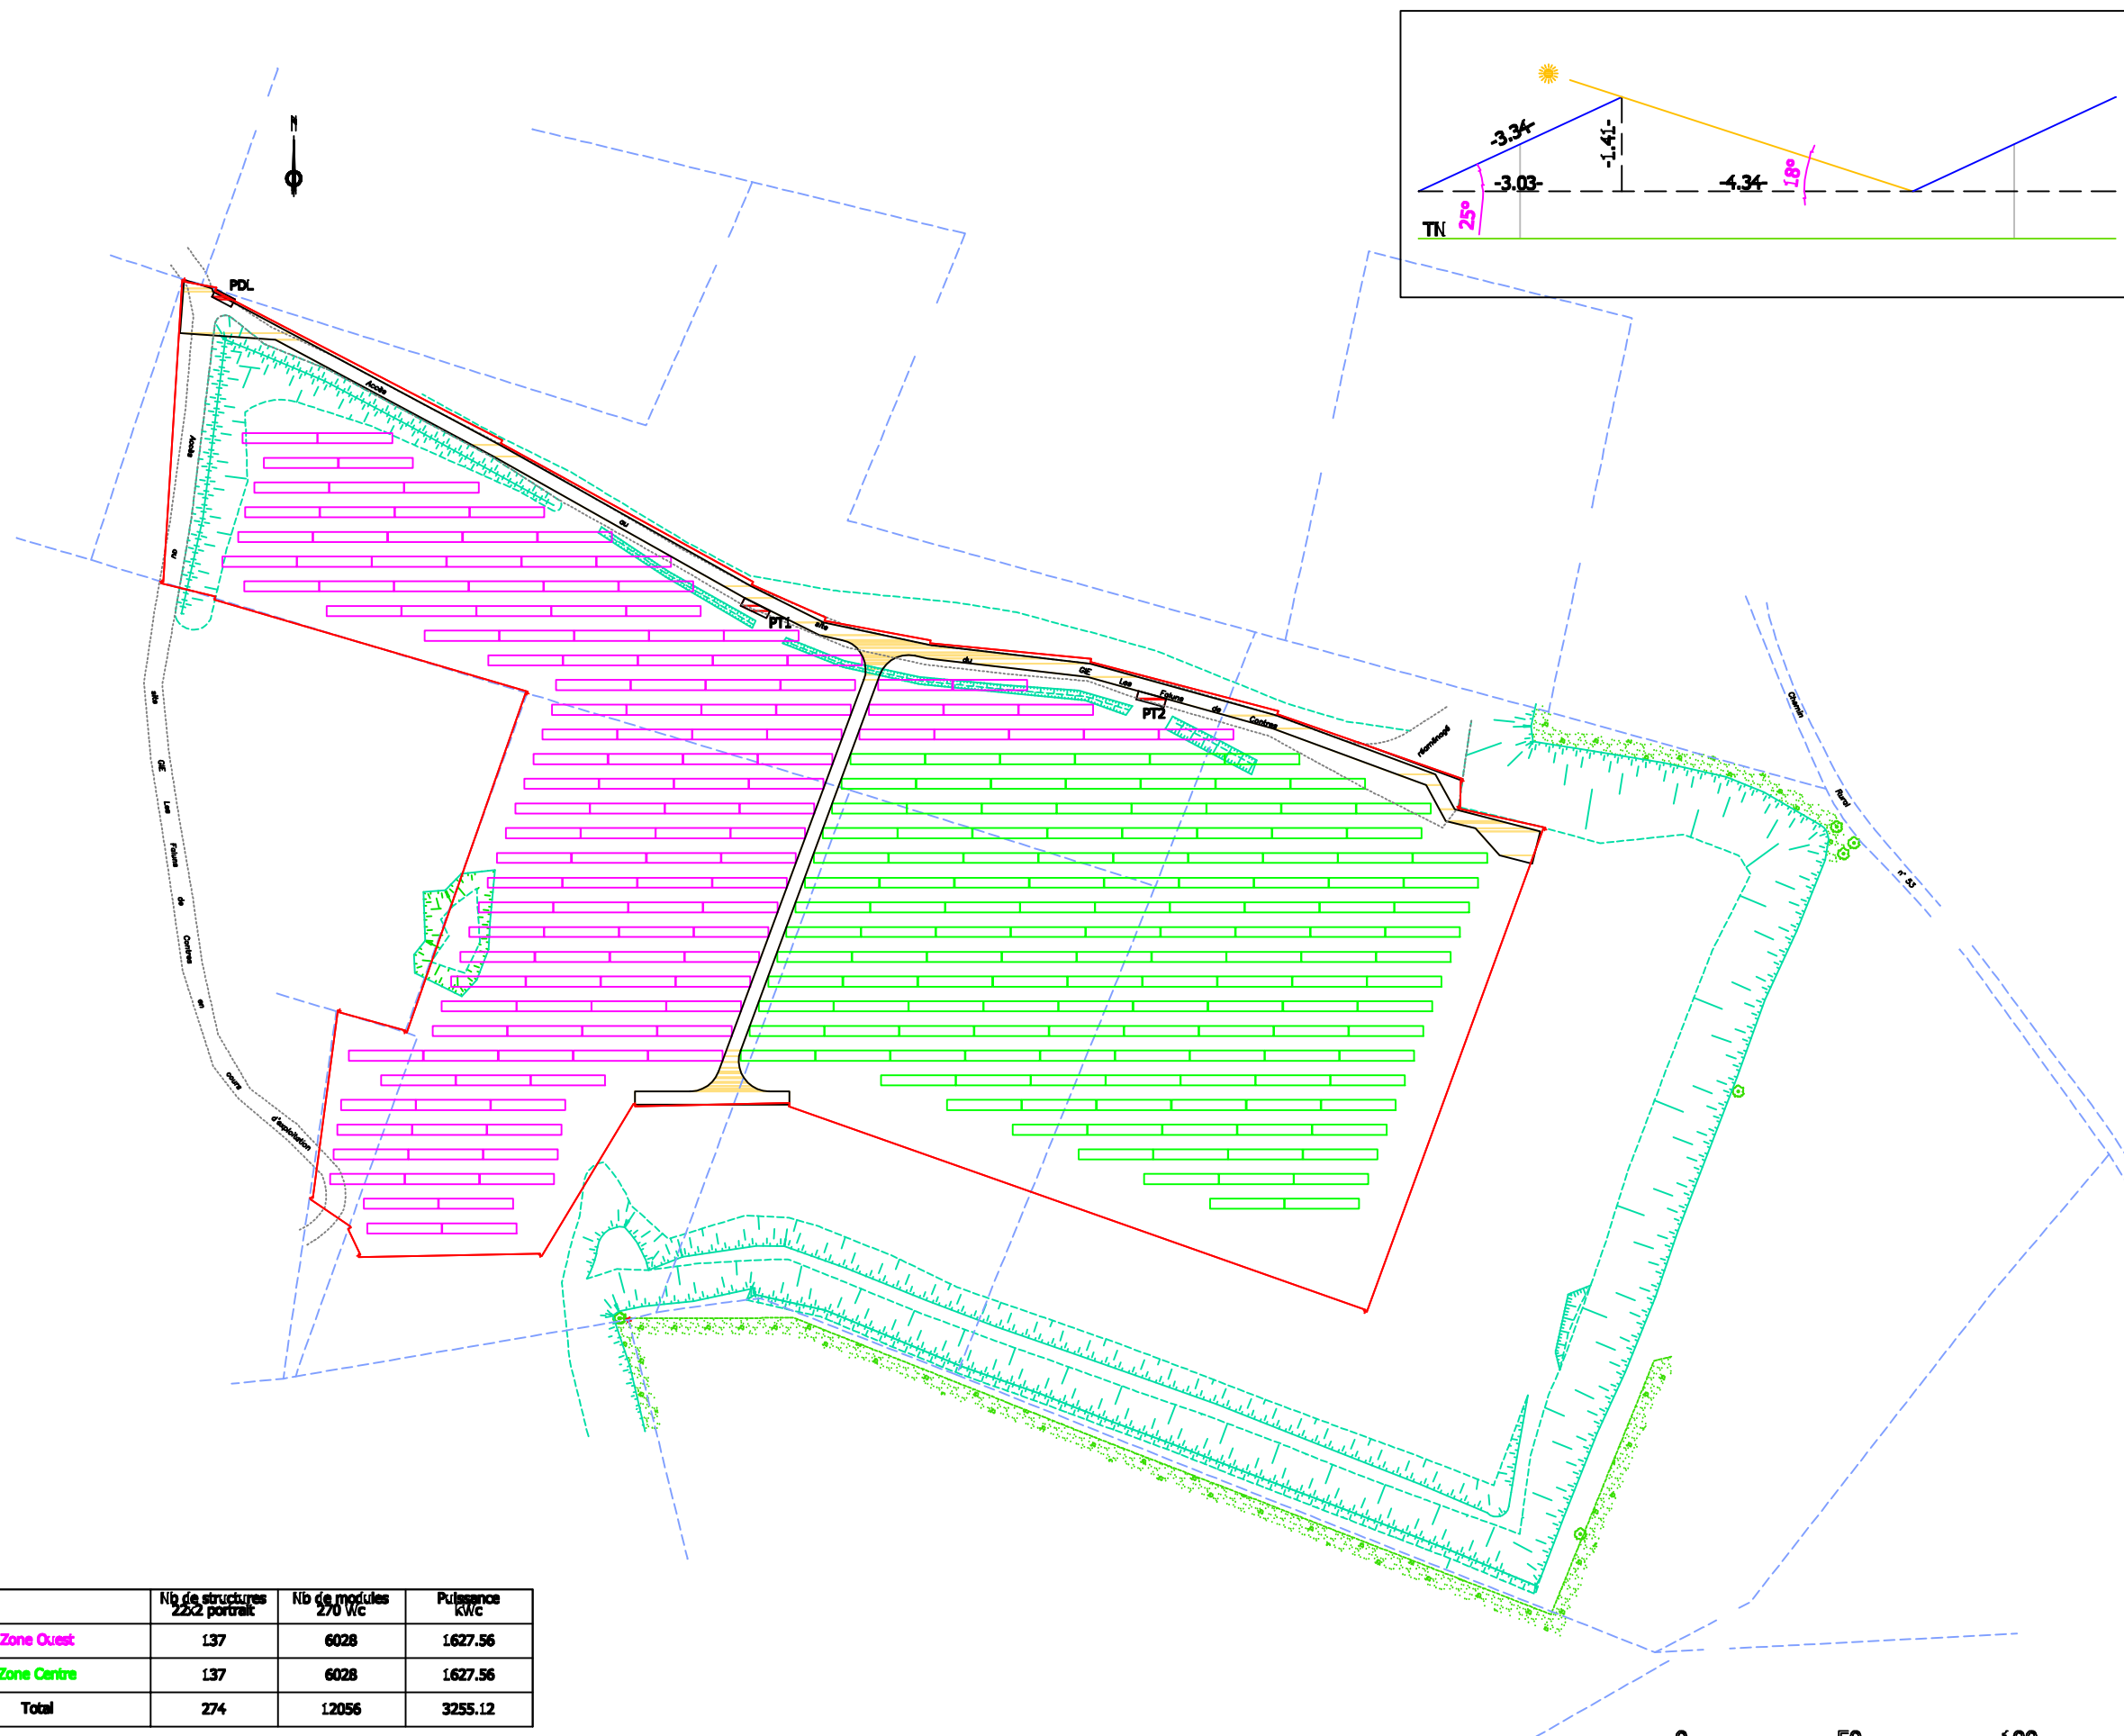 N
-3.34-
-1.41-
-3.03-
-4.34-
18°
25°
TN
PDL
Accès
au
site
du
GIE
Les
Faluns
de
Contres
réaménagé
Accès
au
site
GIE
Les
Faluns
de
Contres
en
cours
d'exploitation
PT1
PT2
Chemin
Rural
n° 53
Nb de structures
22x2 portrait
Nb de modules
270 Wc
Puissance
kWc
Zone Ouest 137 6028 1627.56
Zone Centre 137 6028 1627.56
Total 274 12056 3255.12
0 50 100